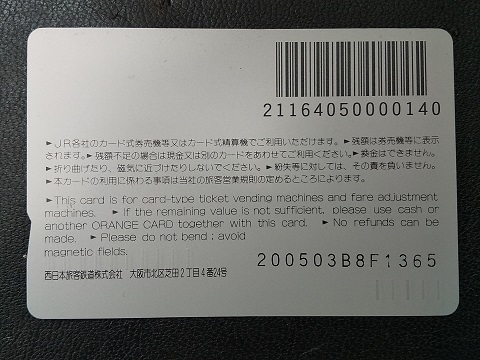 21164050000140
►JR各社のカード式券売機等又はカード式精算機でご利用いただけます。►残額は券売機等に表示
されます。►残額不足の場合は現金又は別のカードをあわせてご利用ください。►換金はできません。
►折り曲げたり、磁気に近づけたりしないでください。►紛失等に対しては、その責を負いません。
►本カードの利用に係わる事項は当社の旅客営業規則の定めるところによります。
►This card is for card-type ticket vending machines and fare adjustment
machines. ►If the remaining value is not sufficient, please use cash or
another ORANGE CARD together with this card. ►No refunds can be
made. ►Please do not bend; avoid
magnetic fields.
西日本旅客鉄道株式会社 大阪市北区芝田2丁目4番24号
200503B8F1365